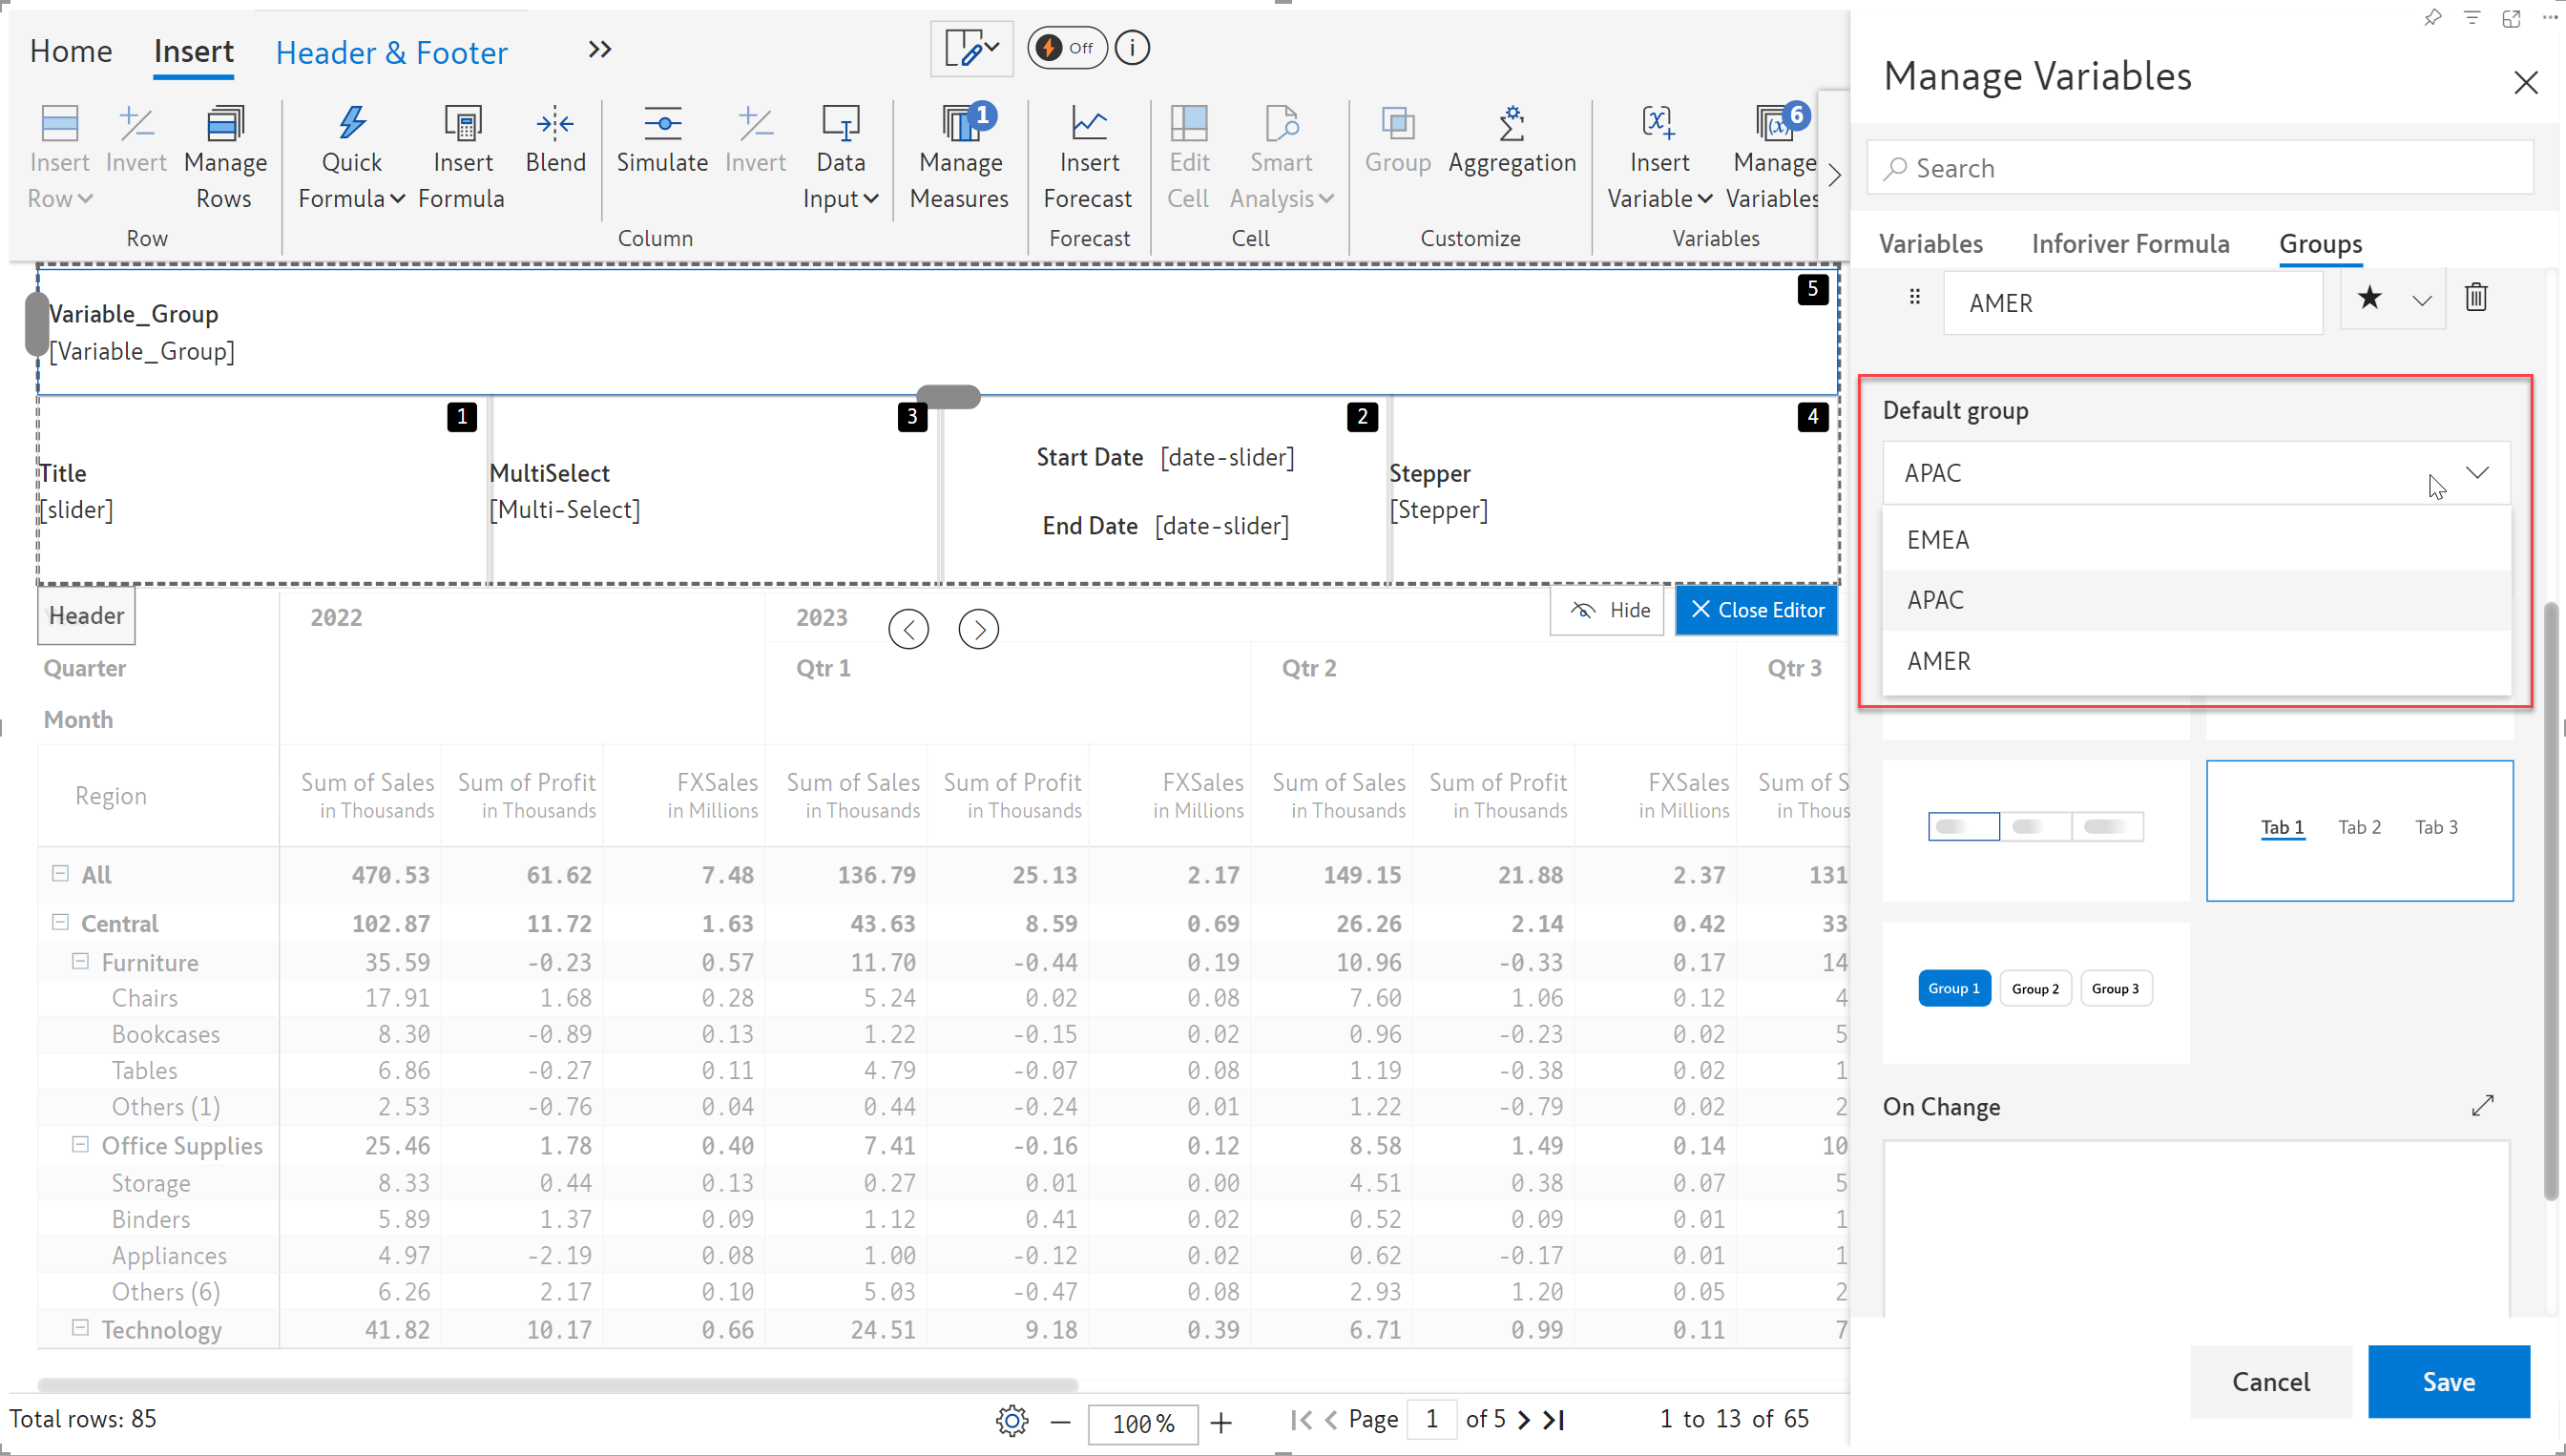 Home Insert Header & Footer
Off
Insert Row
Invert
Manage Rows
Row
Quick Formula
Insert Formula
Blend
Simulate
Invert
Data Input
Column
Manage Measures
1
Insert Forecast
Forecast
Edit Cell
Smart Analysis
Cell
Group
Aggregation
Customize
Insert Variable
Manage Variables
6
Variables
Variable_Group
[Variable_Group]
5
1
Title
[slider]
3
MultiSelect
[Multi-Select]
2
Start Date [date-slider]
End Date [date-slider]
4
Stepper
[Stepper]
Header
Hide
Close Editor
2022 2023
Quarter Qtr 1 Qtr 2 Qtr 3
Month
Region Sum of Sales Sum of Profit FXSales Sum of Sales Sum of Profit FXSales Sum of Sales Sum of Profit FXSales Sum of S
in Thousands in Thousands in Millions in Thousands in Thousands in Millions in Thousands in Thousands in Millions in Thous
All 470.53 61.62 7.48 136.79 25.13 2.17 149.15 21.88 2.37 131
Central 102.87 11.72 1.63 43.63 8.59 0.69 26.26 2.14 0.42 33
Furniture 35.59 -0.23 0.57 11.70 -0.44 0.19 10.96 -0.33 0.17 14
Chairs 17.91 1.68 0.28 5.24 0.02 0.08 7.60 1.06 0.12 4
Bookcases 8.30 -0.89 0.13 1.22 -0.15 0.02 0.96 -0.23 0.02 5
Tables 6.86 -0.27 0.11 4.79 -0.07 0.08 1.19 -0.38 0.02 1
Others (1) 2.53 -0.76 0.04 0.44 -0.24 0.01 1.22 -0.79 0.02 2
Office Supplies 25.46 1.78 0.40 7.41 -0.16 0.12 8.58 1.49 0.14 10
Storage 8.33 0.44 0.13 0.27 0.01 0.00 4.51 0.38 0.07 5
Binders 5.89 1.37 0.09 1.12 0.41 0.02 0.52 0.09 0.01 1
Appliances 4.97 -2.19 0.08 1.00 -0.12 0.02 0.62 -0.17 0.01 1
Others (6) 6.26 2.17 0.10 5.03 -0.47 0.08 2.93 1.20 0.05 2
Technology 41.82 10.17 0.66 24.51 9.18 0.39 6.71 0.99 0.11 7
Total rows: 85
100%
Page 1 of 5
1 to 13 of 65
Manage Variables
Search
Variables Inforiver Formula Groups
AMER
Default group
APAC
EMEA
APAC
AMER
Tab 1 Tab 2 Tab 3
Group 1 Group 2 Group 3
On Change
Cancel Save